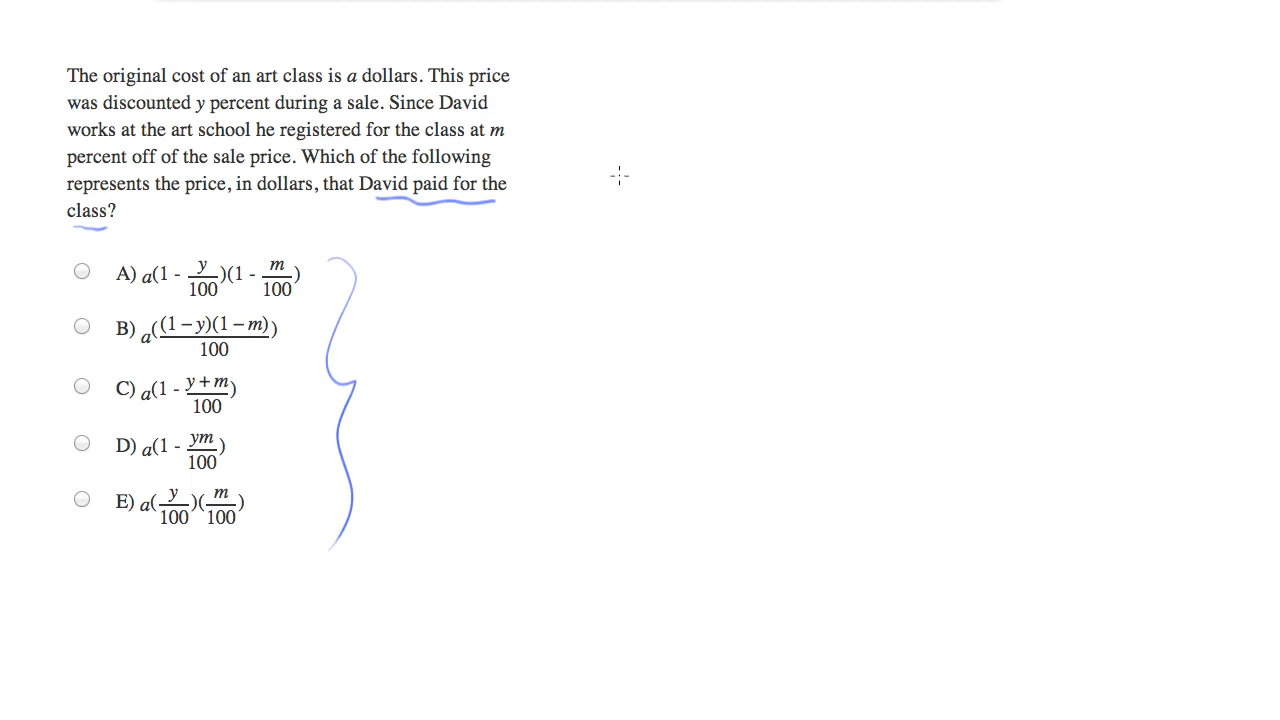 The original cost of an art class is a dollars. This price
was discounted y percent during a sale. Since David
works at the art school he registered for the class at m
percent off of the sale price. Which of the following
represents the price, in dollars, that David paid for the
class?
A) a(1 - y/100)(1 - m/100)
B) a((1 – y)(1 – m)/100)
C) a(1 - y + m/100)
D) a(1 - ym/100)
E) a(y/100)(m/100)